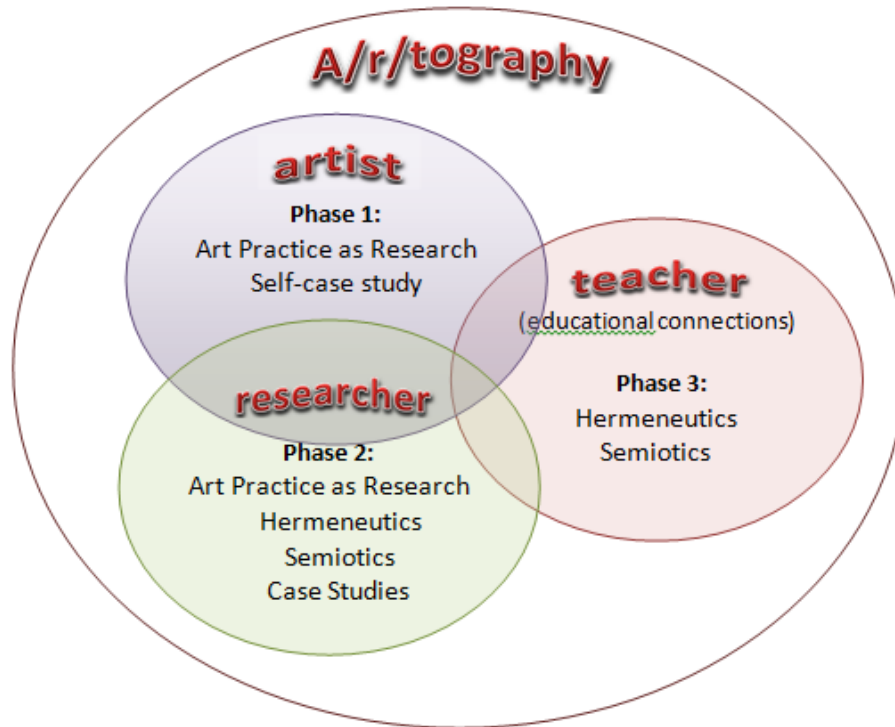 A/r/tography
artist
Phase 1:
Art Practice as Research
Self-case study
teacher
(educational connections)
Phase 3:
Hermeneutics
Semiotics
researcher
Phase 2:
Art Practice as Research
Hermeneutics
Semiotics
Case Studies